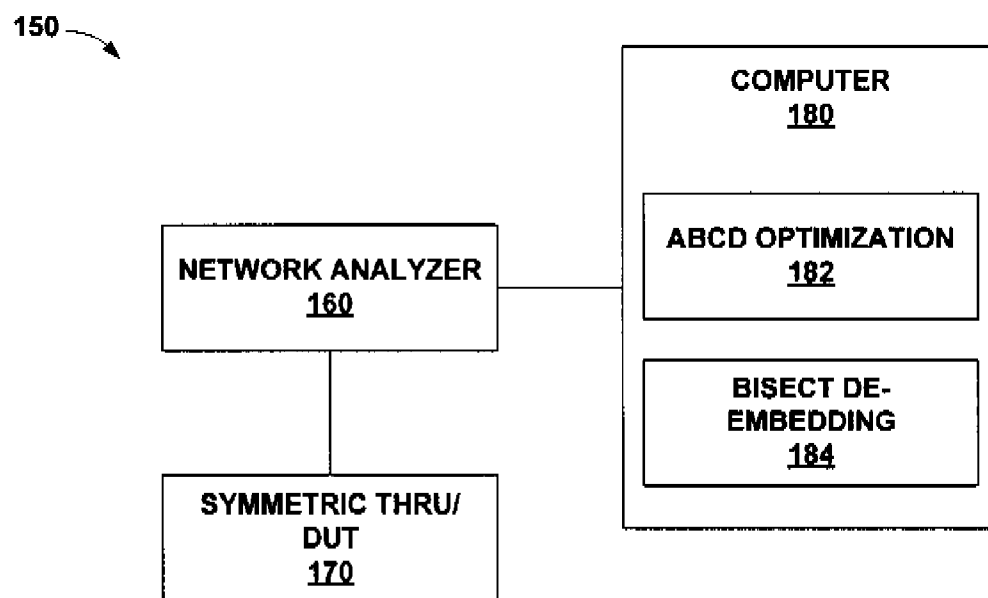 150
COMPUTER
180
ABCD OPTIMIZATION
182
NETWORK ANALYZER
160
BISECT DE-
EMBEDDING
184
SYMMETRIC THRU/
DUT
170